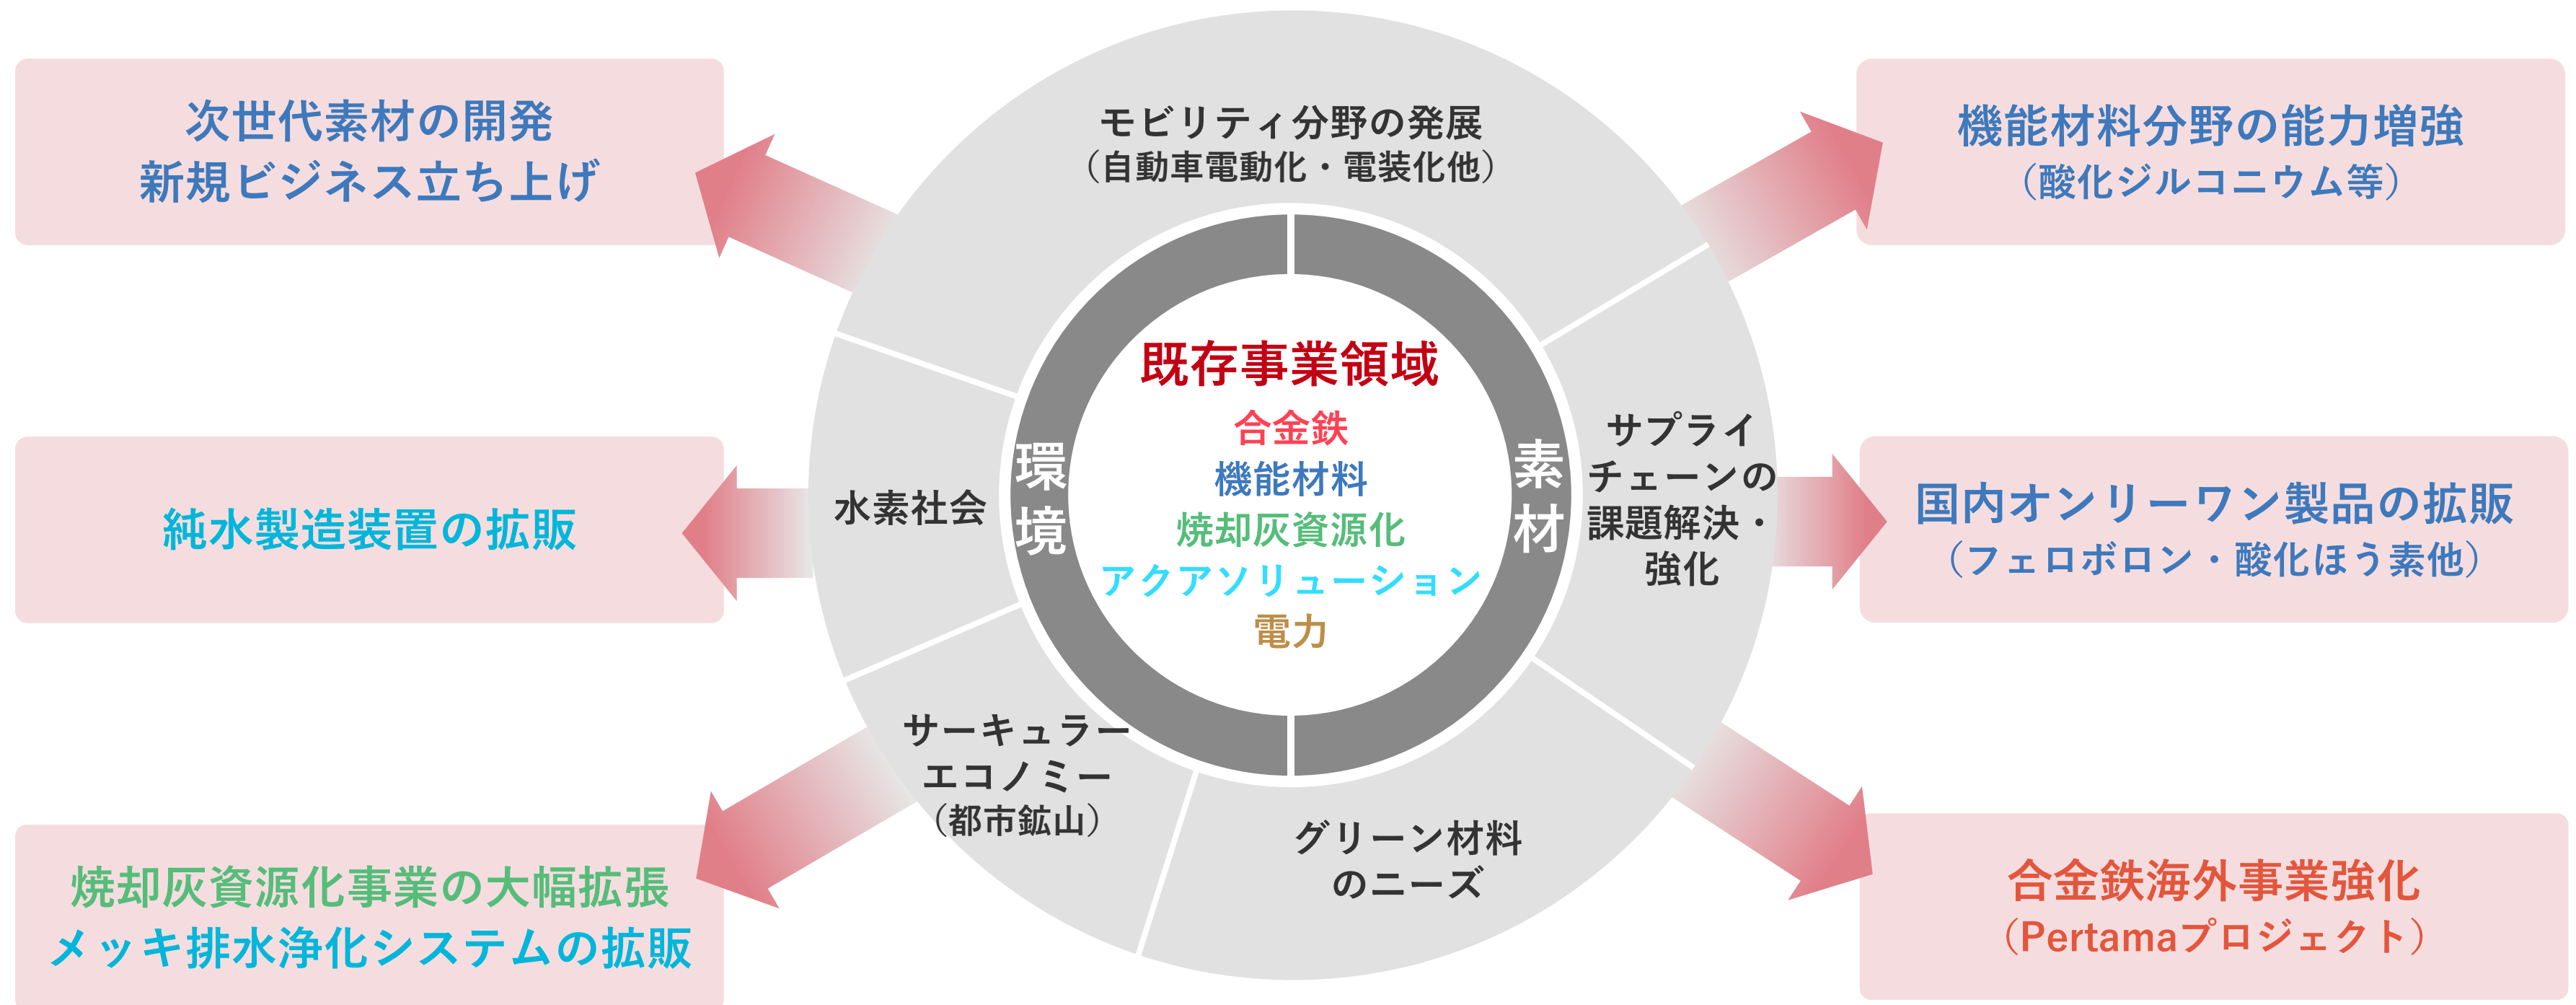 次世代素材の開発
新規ビジネス立ち上げ
純水製造装置の拡販
焼却灰資源化事業の大幅拡張
メッキ排水浄化システムの拡販
モビリティ分野の発展
（自動車電動化・電装化他）
水素社会
サーキュラー
エコノミー
（都市鉱山）
グリーン材料
のニーズ
サプライ
チェーンの
課題解決・
強化
環境
素材
既存事業領域
合金鉄
機能材料
焼却灰資源化
アクアソリューション
電力
機能材料分野の能力増強
（酸化ジルコニウム等）
国内オンリーワン製品の拡販
（フェロボロン・酸化ほう素他）
合金鉄海外事業強化
（Pertamaプロジェクト）